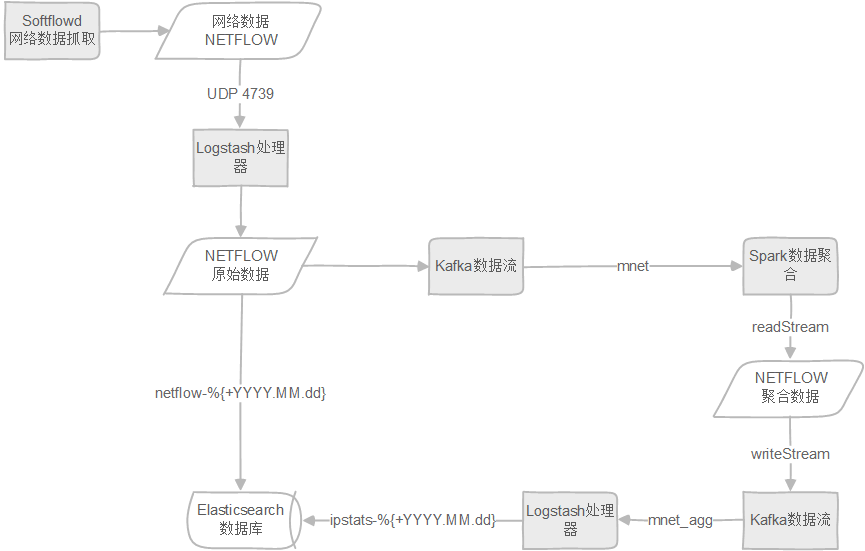 Softflowd
网络数据抓取
网络数据
NETFLOW
UDP 4739
Logstash处理
器
NETFLOW
原始数据
Kafka数据流
mnet
Spark数据聚
合
readStream
NETFLOW
聚合数据
netflow-%{+YYYY.MM.dd}
writeStream
Elasticsearch
数据库
ipstats-%{+YYYY.MM.dd}
Logstash处理
器
mnet_agg
Kafka数据流